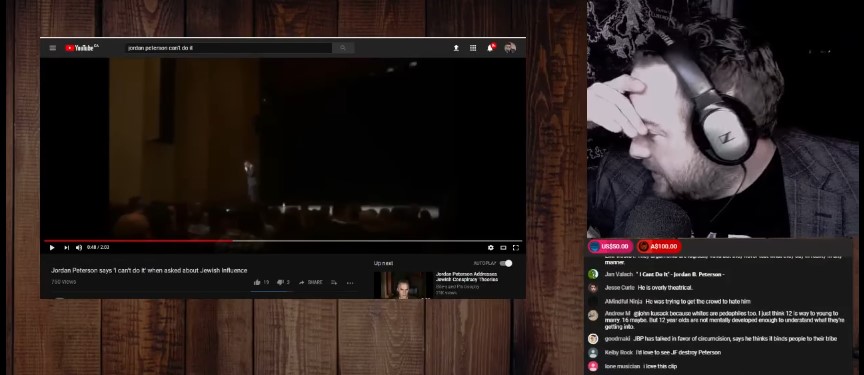 YouTube CA
jordan peterson can't do it
0:48 / 2:03
Jordan Peterson says 'I can't do it' when asked about Jewish influence
750 VIEWS
19
3
SHARE
Up next
AUTOPLAY
Jordan Peterson Addresses
Jewish Conspiracy Theories
US$50.00
A$100.00
manner.
Jan Valach "I Cant Do It" - Jordan B. Peterson -
Jesse Curle He is overly theatrical.
AMindful Ninja He was trying to get the crowd to hate him
Andrew M @john kusack because whites are pedophiles too. I just think 12 is way to young to
marry. 16 maybe. But 12 year olds are not mentally developed enough to understand what they're
getting into.
goodmaki JBP has talked in favor of circumcision, says he thinks it binds people to their tribe
Kelby Rock I'd love to see JF destroy Peterson
lone musician I love this clip